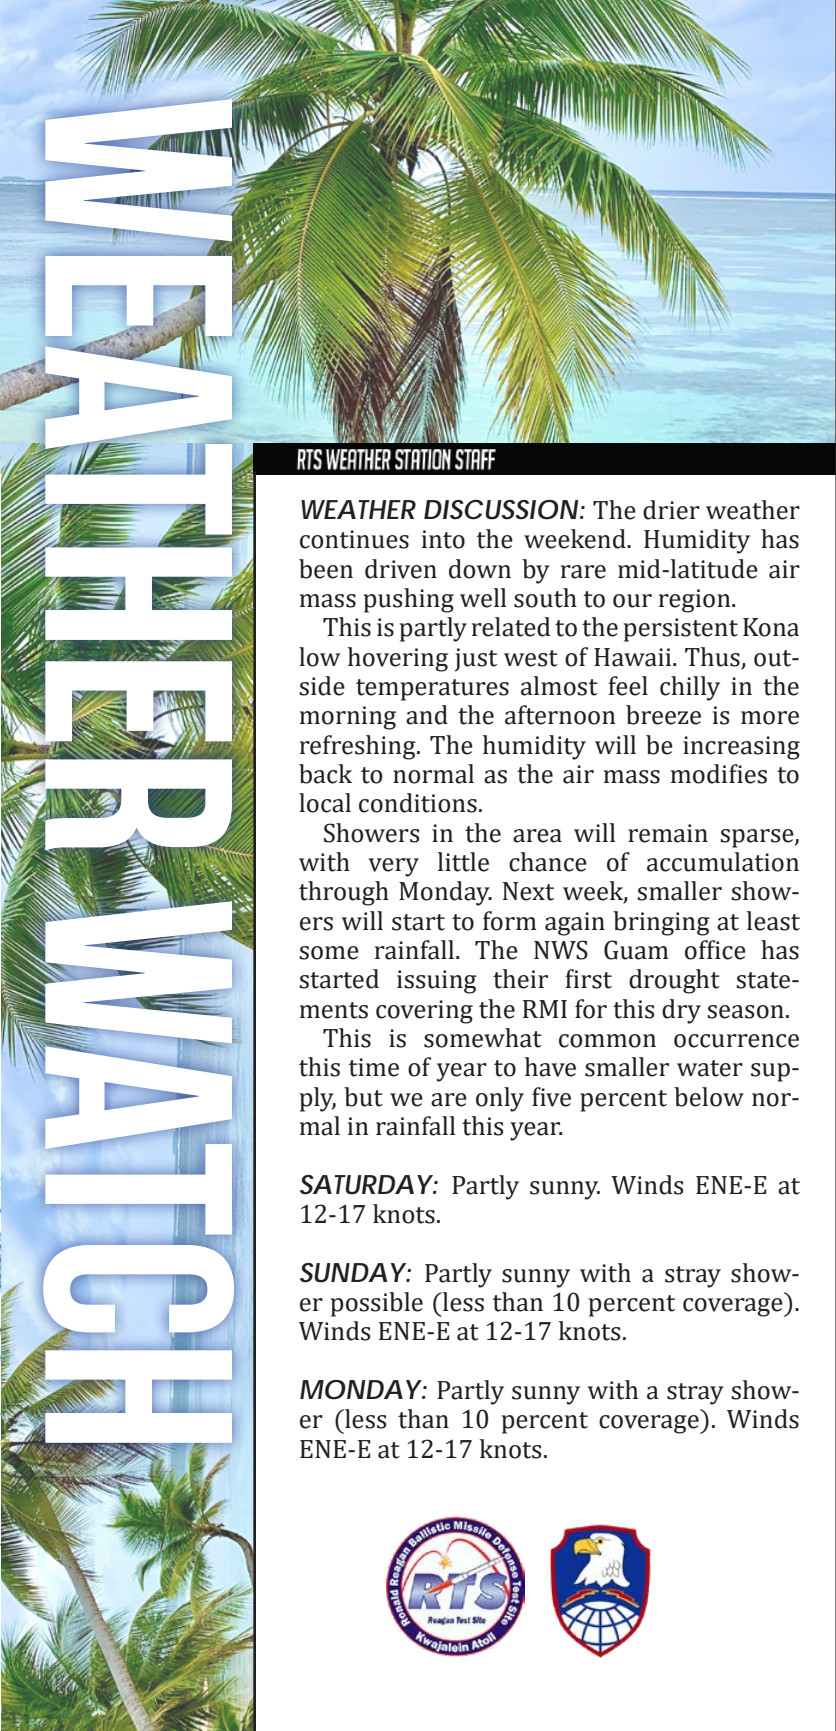 WEATHER WATCH
RTS WEATHER STATION STAFF
WEATHER DISCUSSION: The drier weather
continues into the weekend. Humidity has
been driven down by rare mid-latitude air
mass pushing well south to our region.
This is partly related to the persistent Kona
low hovering just west of Hawaii. Thus, out-
side temperatures almost feel chilly in the
morning and the afternoon breeze is more
refreshing. The humidity will be increasing
back to normal as the air mass modifies to
local conditions.
Showers in the area will remain sparse,
with very little chance of accumulation
through Monday. Next week, smaller show-
ers will start to form again bringing at least
some rainfall. The NWS Guam office has
started issuing their first drought state-
ments covering the RMI for this dry season.
This is somewhat common occurrence
this time of year to have smaller water sup-
ply, but we are only five percent below nor-
mal in rainfall this year.
SATURDAY: Partly sunny. Winds ENE-E at
12-17 knots.
SUNDAY: Partly sunny with a stray show-
er possible (less than 10 percent coverage).
Winds ENE-E at 12-17 knots.
MONDAY: Partly sunny with a stray show-
er (less than 10 percent coverage). Winds
ENE-E at 12-17 knots.
Ronald Reagan Ballistic Missile Defense Test Site
RTS
Reagan Test Site
Kwajalein Atoll